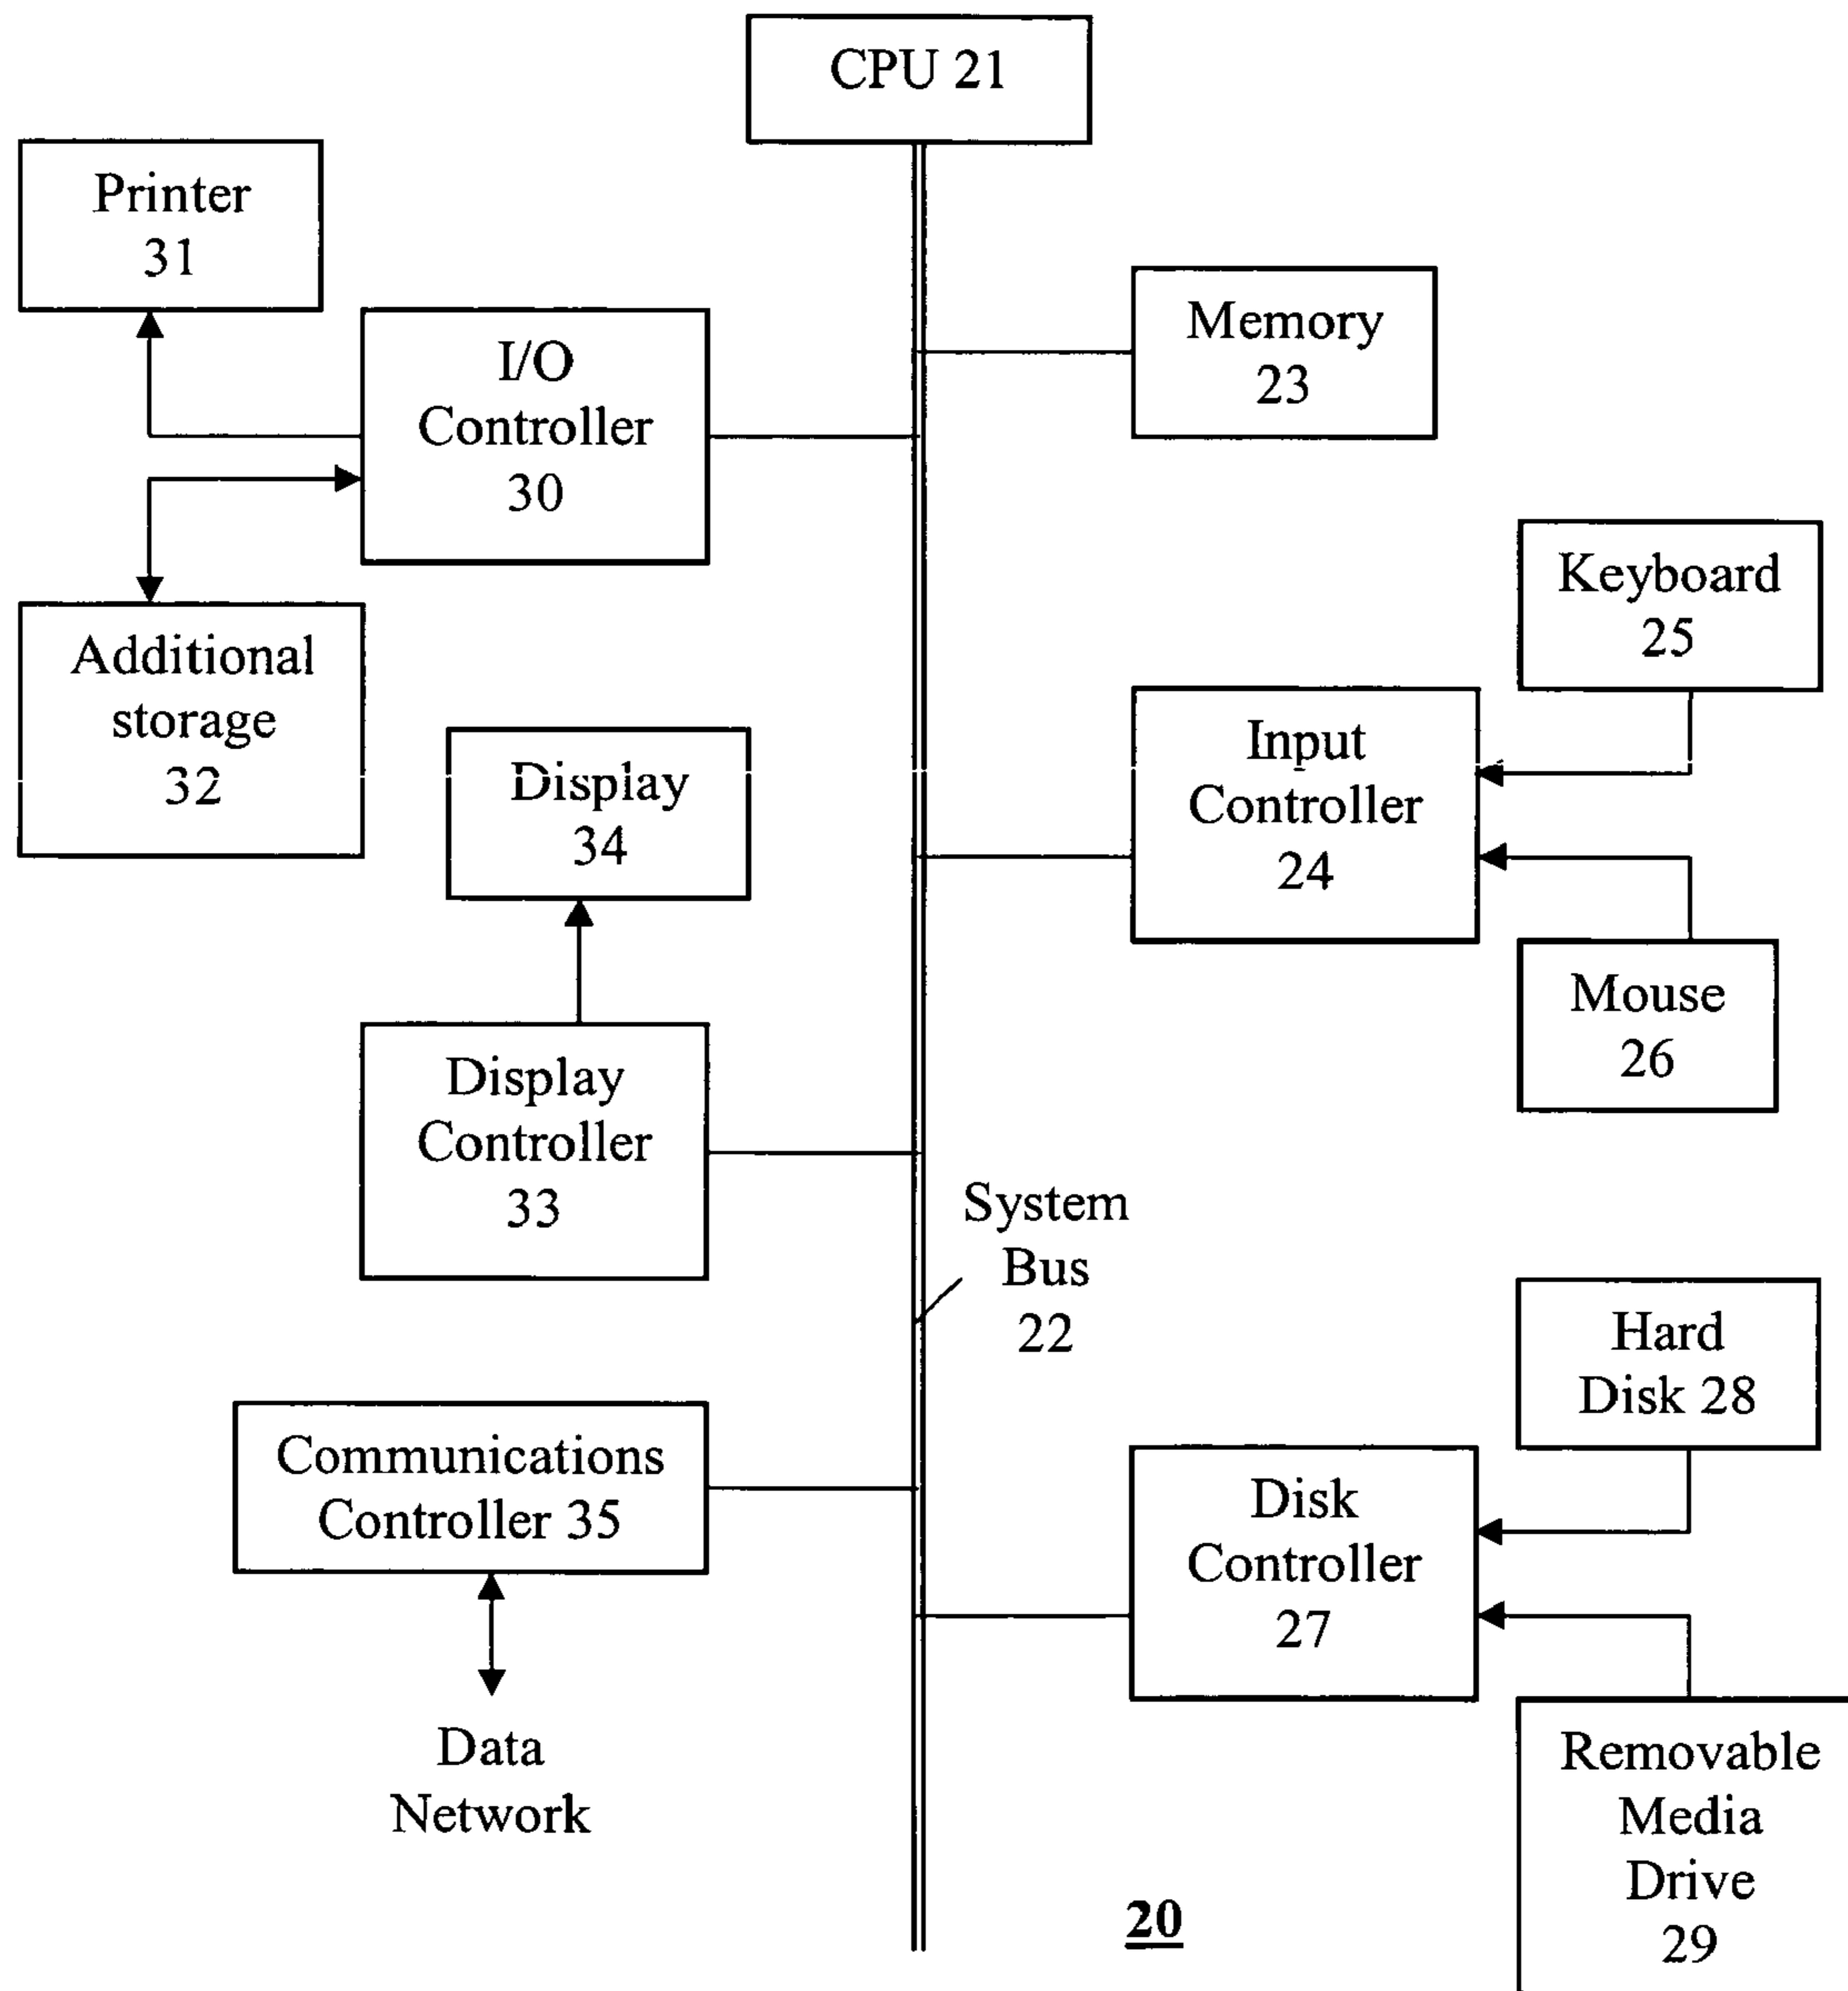 CPU 21
Printer
31
I/O
Controller
30
Memory
23
Additional
storage
32
Keyboard
25
Display
34
Input
Controller
24
Mouse
26
Display
Controller
33
System
Bus
22
Hard
Disk 28
Communications
Controller 35
Disk
Controller
27
Data
Network
Removable
Media
Drive
29
20